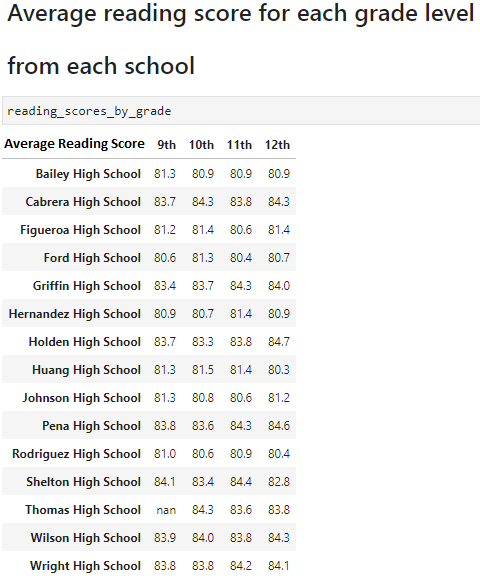 Average reading score for each grade level
from each school
reading_scores_by_grade
Average Reading Score 9th 10th 11th 12th
Bailey High School 81.3 80.9 80.9 80.9
Cabrera High School 83.7 84.3 83.8 84.3
Figueroa High School 81.2 81.4 80.6 81.4
Ford High School 80.6 81.3 80.4 80.7
Griffin High School 83.4 83.7 84.3 84.0
Hernandez High School 80.9 80.7 81.4 80.9
Holden High School 83.7 83.3 83.8 84.7
Huang High School 81.3 81.5 81.4 80.3
Johnson High School 81.3 80.8 80.6 81.2
Pena High School 83.8 83.6 84.3 84.6
Rodriguez High School 81.0 80.6 80.9 80.4
Shelton High School 84.1 83.4 84.4 82.8
Thomas High School nan 84.3 83.6 83.8
Wilson High School 83.9 84.0 83.8 84.3
Wright High School 83.8 83.8 84.2 84.1